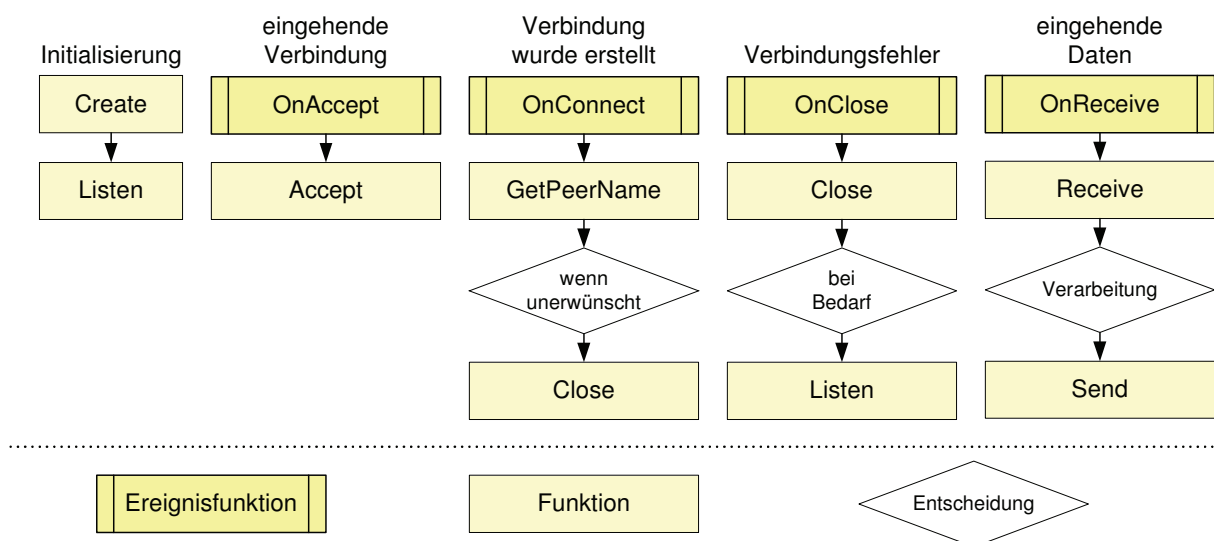 Initialisierung
eingehende
Verbindung
Verbindung
wurde erstellt
Verbindungsfehler
eingehende
Daten
Create
OnAccept
OnConnect
OnClose
OnReceive
Listen
Accept
GetPeerName
Close
Receive
wenn
unerwünscht
bei
Bedarf
Verarbeitung
Close
Listen
Send
Ereignisfunktion
Funktion
Entscheidung